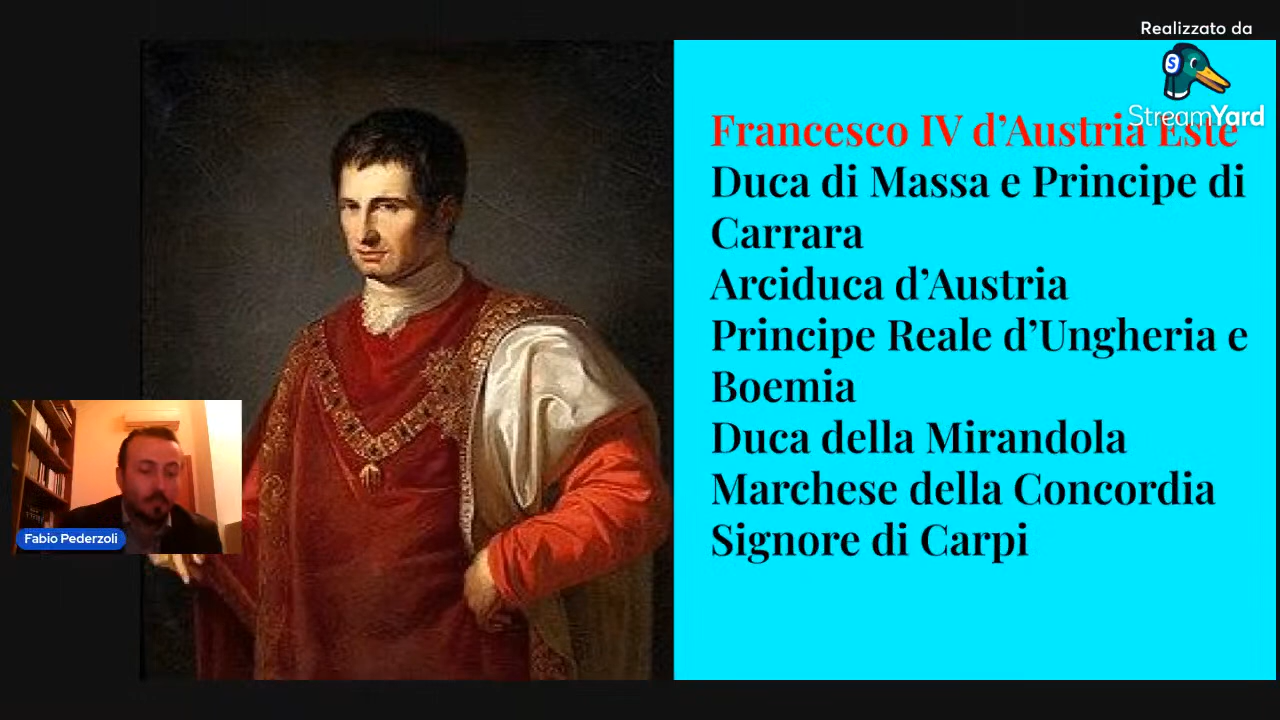 Realizzato da
StreamYard
Francesco IV d’Austria Este
Duca di Massa e Principe di
Carrara
Arciduca d’Austria
Principe Reale d’Ungheria e
Boemia
Duca della Mirandola
Marchese della Concordia
Signore di Carpi
Fabio Pederzoli